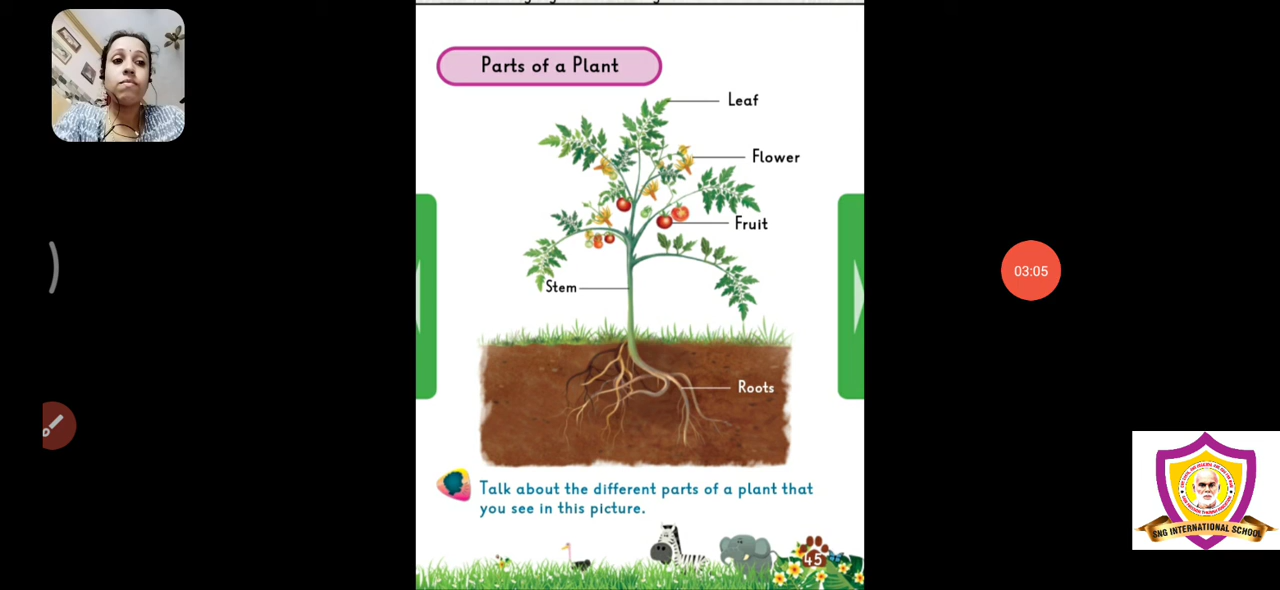 Parts of a Plant
Leaf
Flower
Fruit
Stem
Roots
03:05
Talk about the different parts of a plant that
you see in this picture.
45
SNG INTERNATIONAL SCHOOL